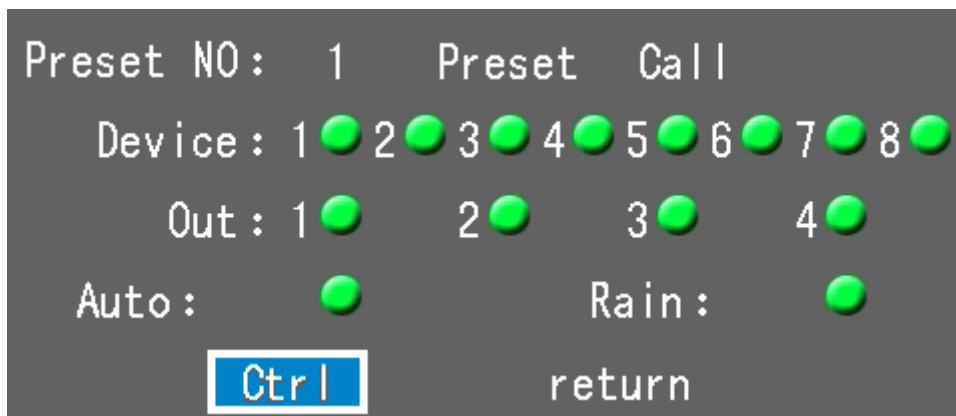 Preset NO: 1 Preset Call
Device: 1 2 3 4 5 6 7 8
Out: 1 2 3 4
Auto: Rain:
Ctrl return